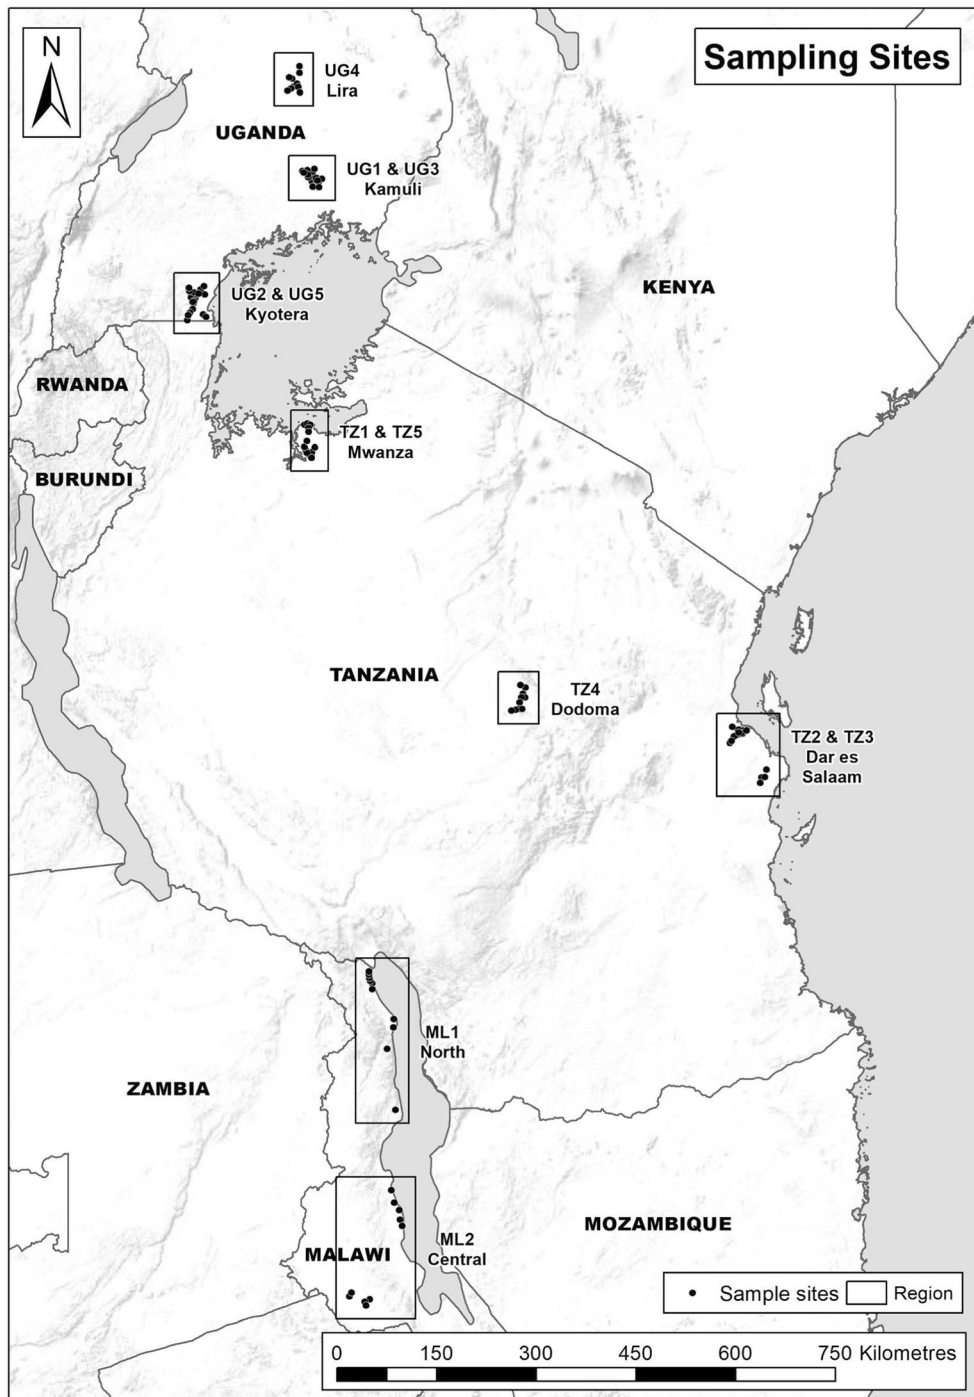 N
Sampling Sites
UG4
Lira
UGANDA
UG1 & UG3
Kamuli
KENYA
UG2 & UG5
Kyotera
RWANDA
TZ1 & TZ5
Mwanza
BURUNDI
TANZANIA
TZ4
Dodoma
TZ2 & TZ3
Dar es
Salaam
ML1
North
ZAMBIA
MOZAMBIQUE
ML2
Central
MALAWI
Sample sites
Region
0 150 300 450 600 750 Kilometres